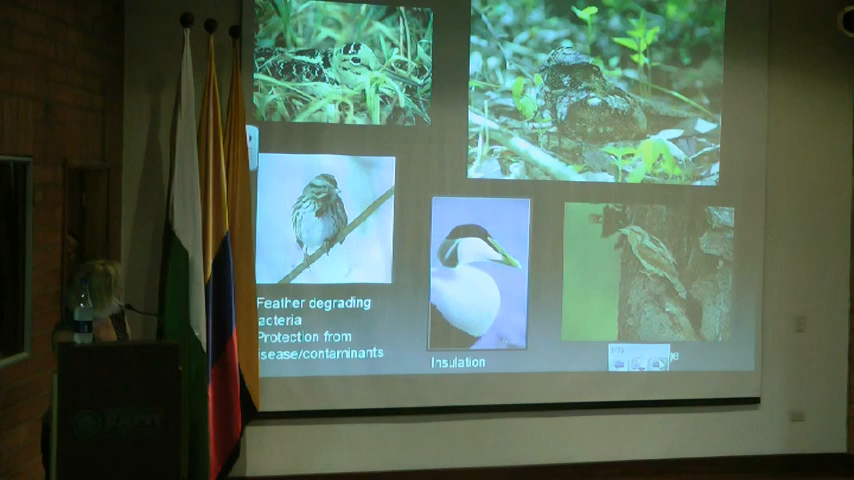 Feather degrading
acteria
Protection from
isease/contaminants
Insulation